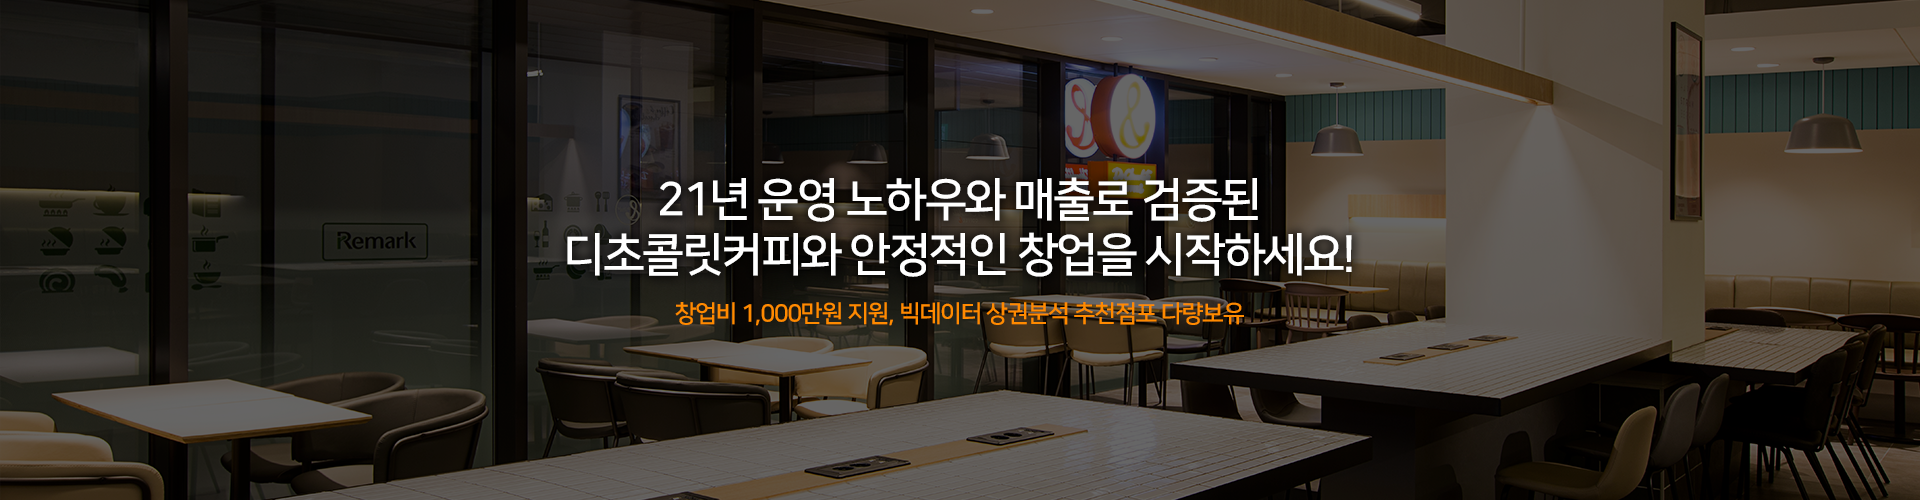 21년 운영 노하우와 매출로 검증된
디초콜릿커피와 안정적인 창업을 시작하세요!
창업비 1,000만원 지원, 빅데이터 상권분석 추천점포 다량보유
Remark
&